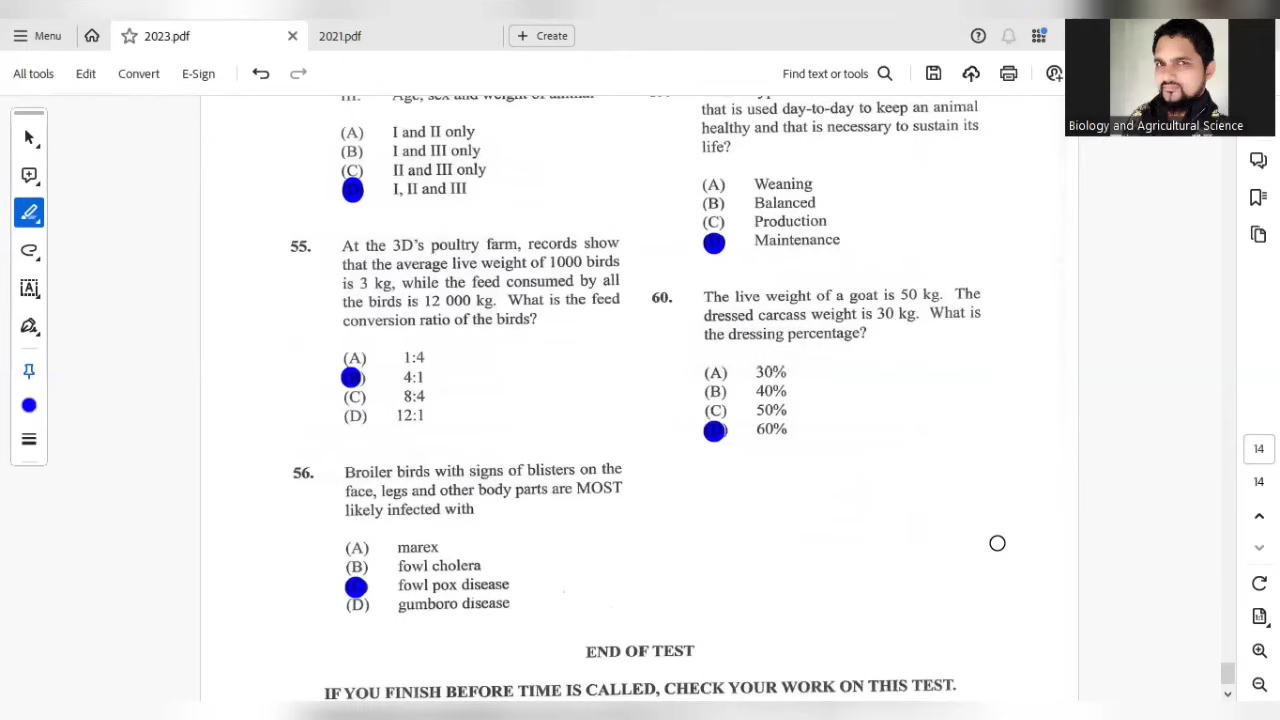 Menu
2023.pdf
2021.pdf
Create
All tools
Edit
Convert
E-Sign
Find text or tools
Biology and Agricultural Science
III. Age, sex and weight of animal
(A) I and II only
(B) I and III only
(C) II and III only
I, II and III
55. At the 3D's poultry farm, records show
that the average live weight of 1000 birds
is 3 kg, while the feed consumed by all
the birds is 12 000 kg. What is the feed
conversion ratio of the birds?
(A) 1:4
4:1
(C) 8:4
(D) 12:1
56. Broiler birds with signs of blisters on the
face, legs and other body parts are MOST
likely infected with
(A) marex
(B) fowl cholera
fowl pox disease
(D) gumboro disease
that is used day-to-day to keep an animal
healthy and that is necessary to sustain its
life?
(A) Weaning
(B) Balanced
(C) Production
Maintenance
60. The live weight of a goat is 50 kg. The
dressed carcass weight is 30 kg. What is
the dressing percentage?
(A) 30%
(B) 40%
(C) 50%
60%
END OF TEST
IF YOU FINISH BEFORE TIME IS CALLED, CHECK YOUR WORK ON THIS TEST.
14
14